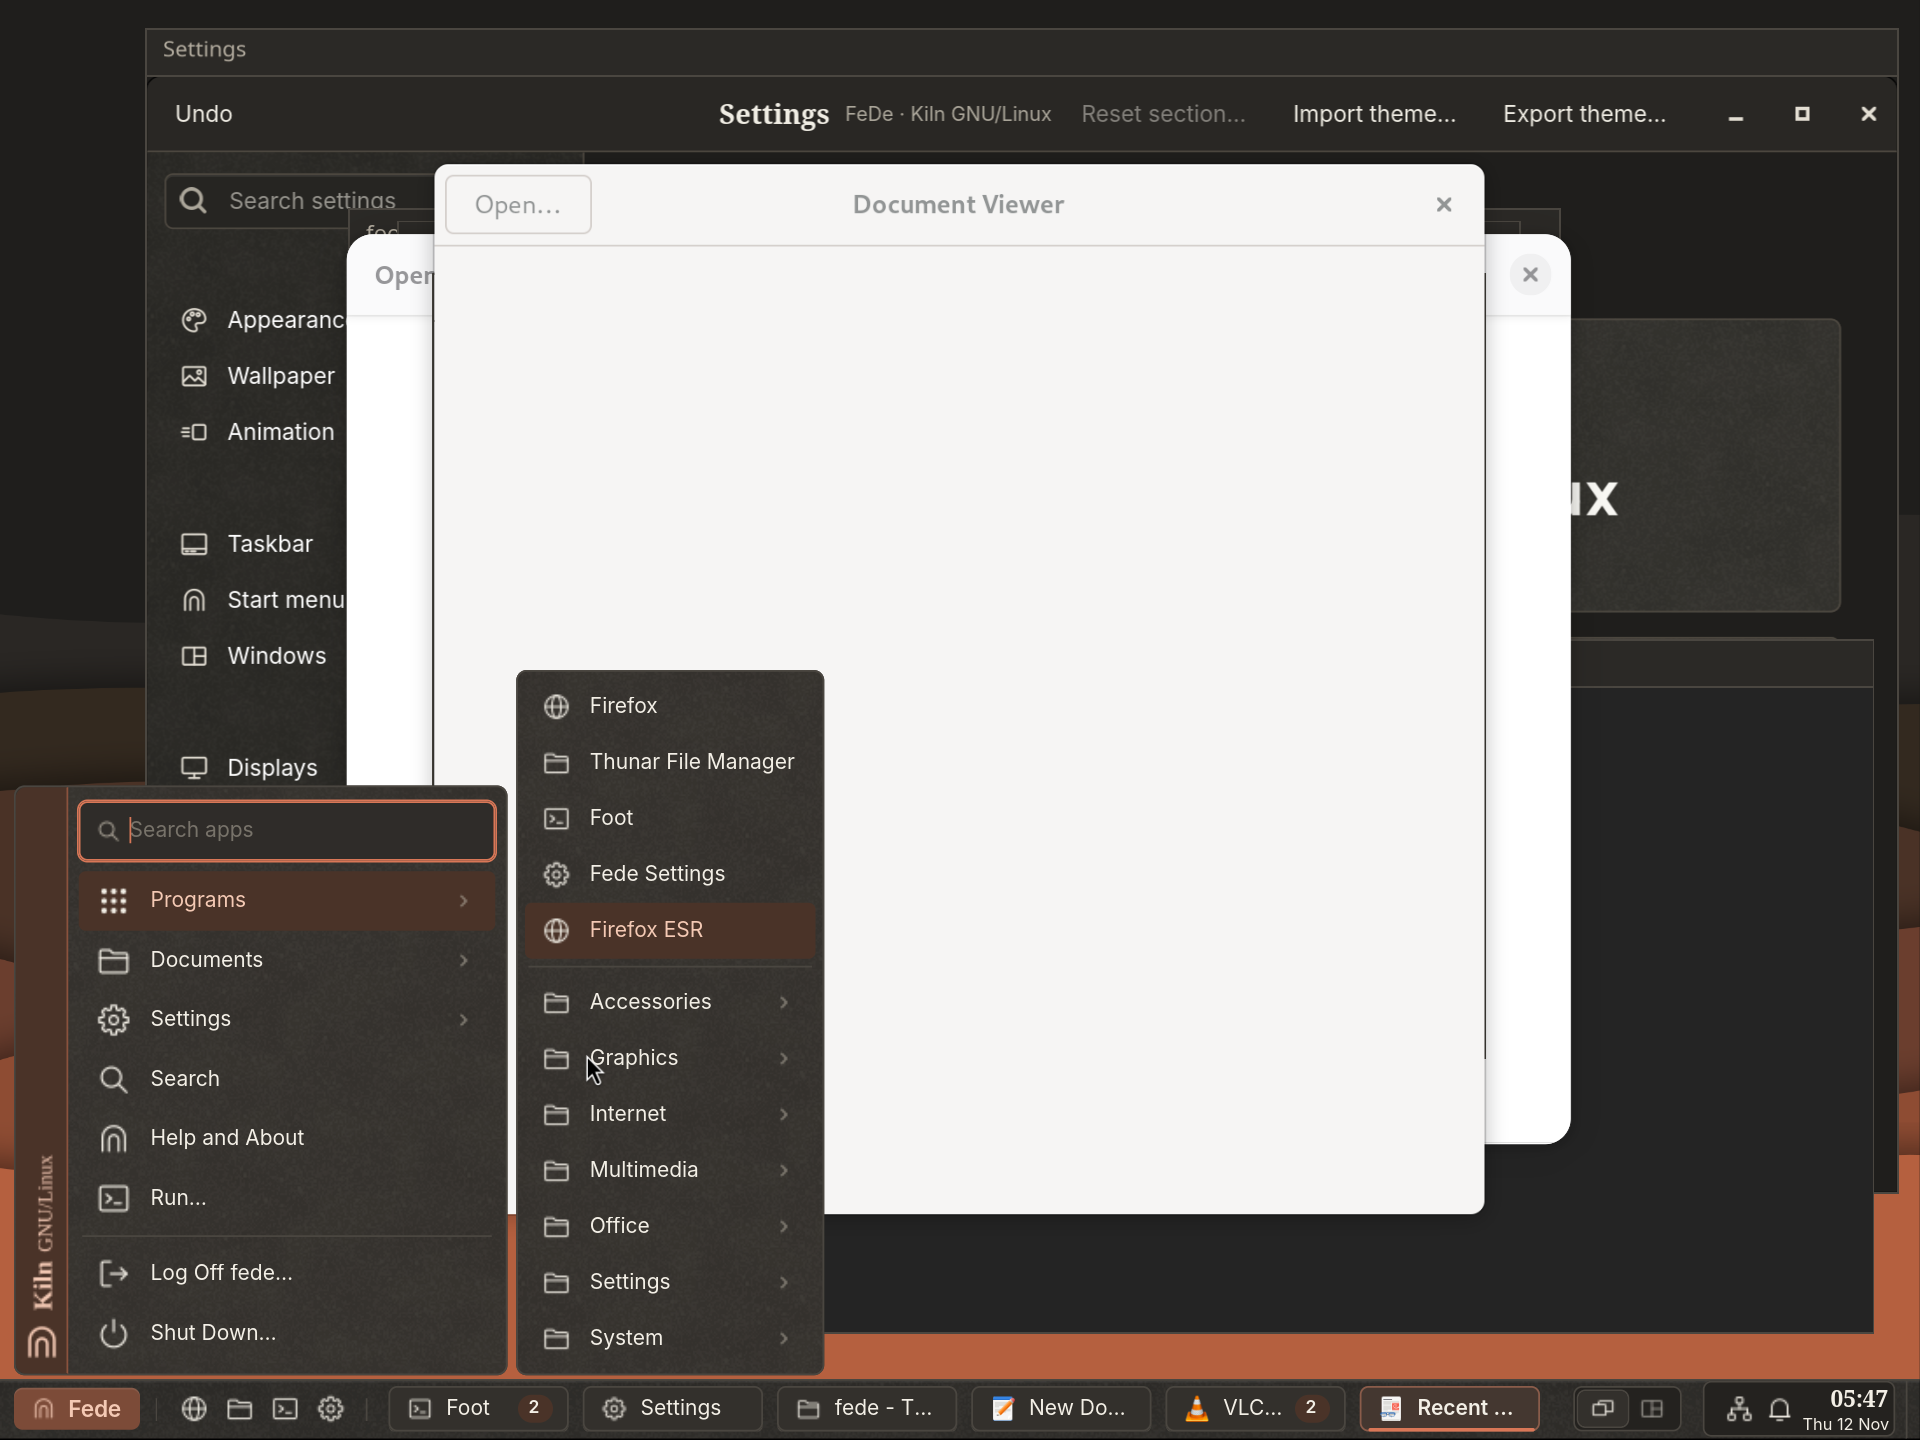 Settings
Undo
Settings FeDe · Kiln GNU/Linux
Reset section...
Import theme...
Export theme...
Search settings
Open...
Document Viewer
Appearanc
Wallpaper
Animation
Taskbar
Start menu
Windows
Displays
Search apps
Programs
Documents
Settings
Search
Help and About
Run...
Log Off fede...
Shut Down...
Kiln GNU/Linux
Firefox
Thunar File Manager
Foot
Fede Settings
Firefox ESR
Accessories
Graphics
Internet
Multimedia
Office
Settings
System
Fede
Foot 2
Settings
fede - T...
New Do...
VLC... 2
Recent ...
05:47
Thu 12 Nov